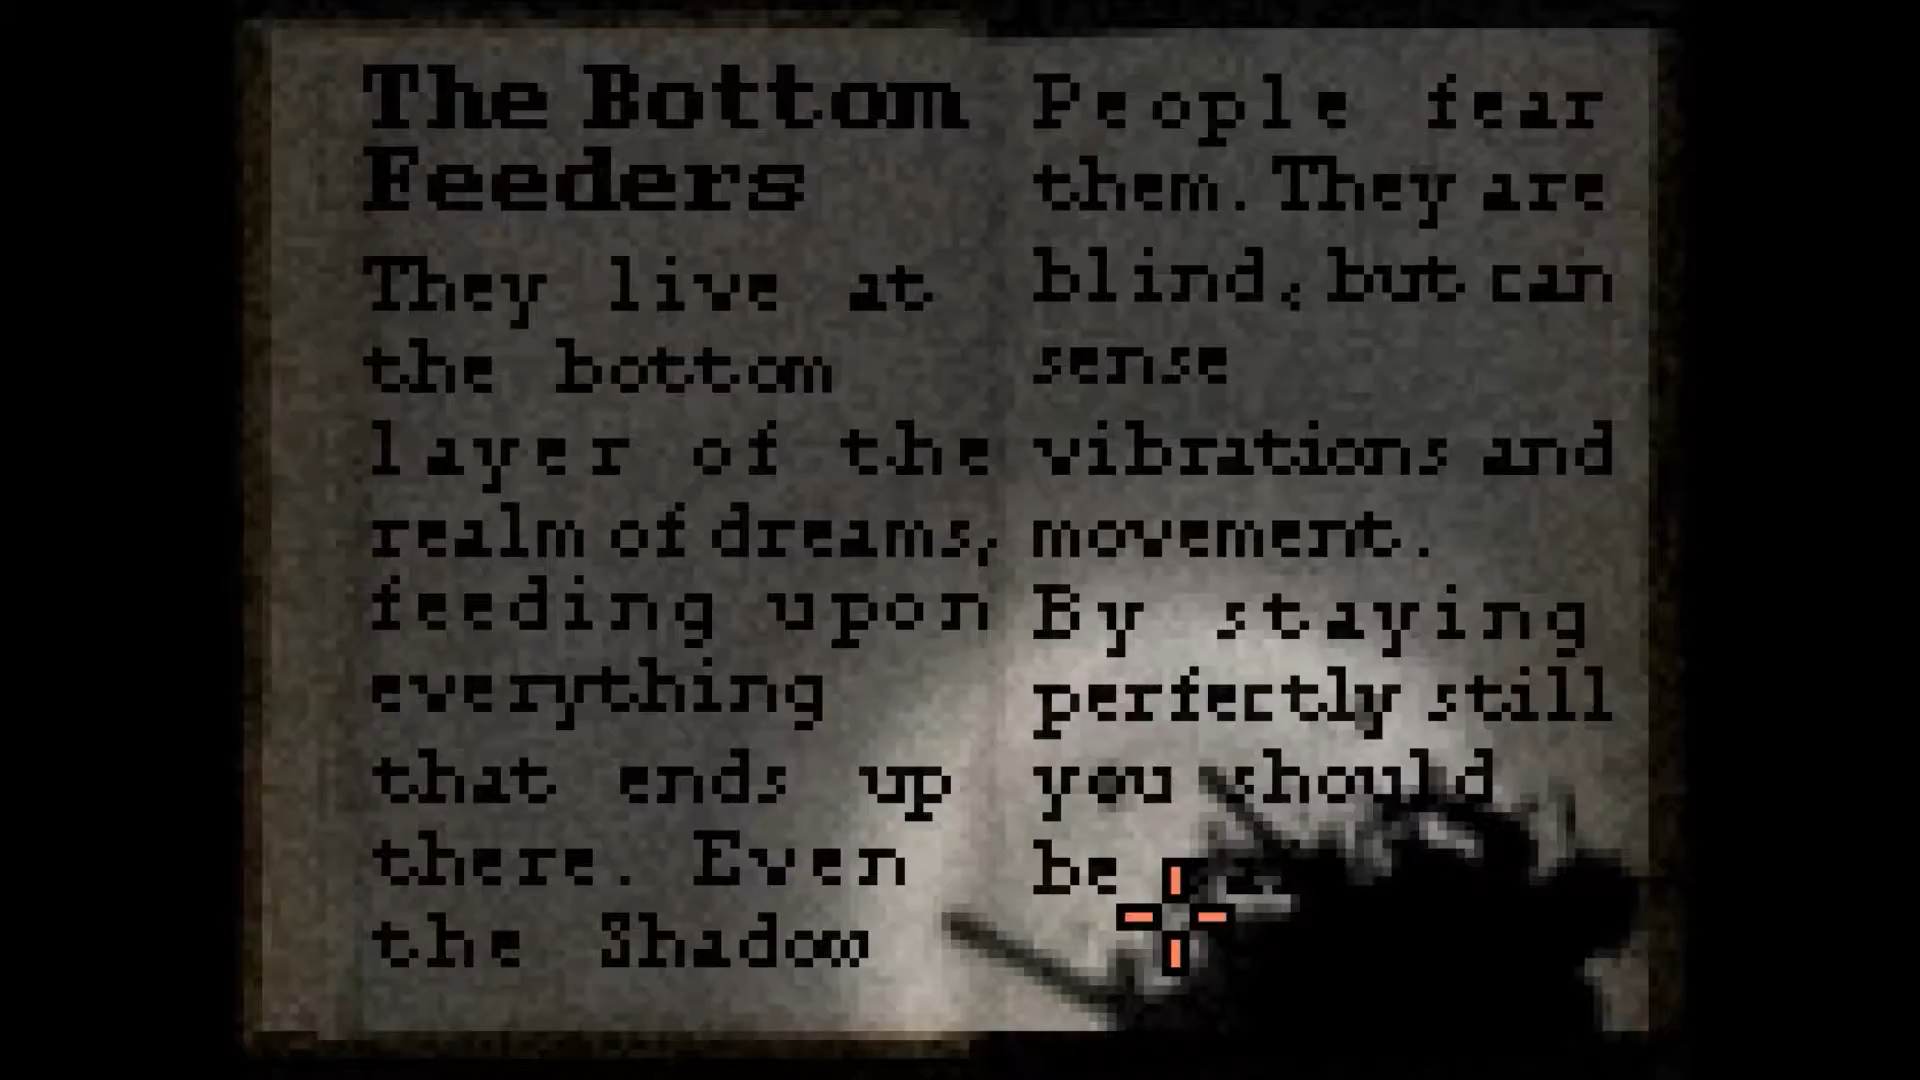 The Bottom
Feeders
They live at
the bottom
layer of the
realm of dreams,
feeding upon
everything
that ends up
there. Even
the Shadow
People fear
them. They are
blind, but can
sense
vibrations and
movement.
By staying
perfectly still
you should
be